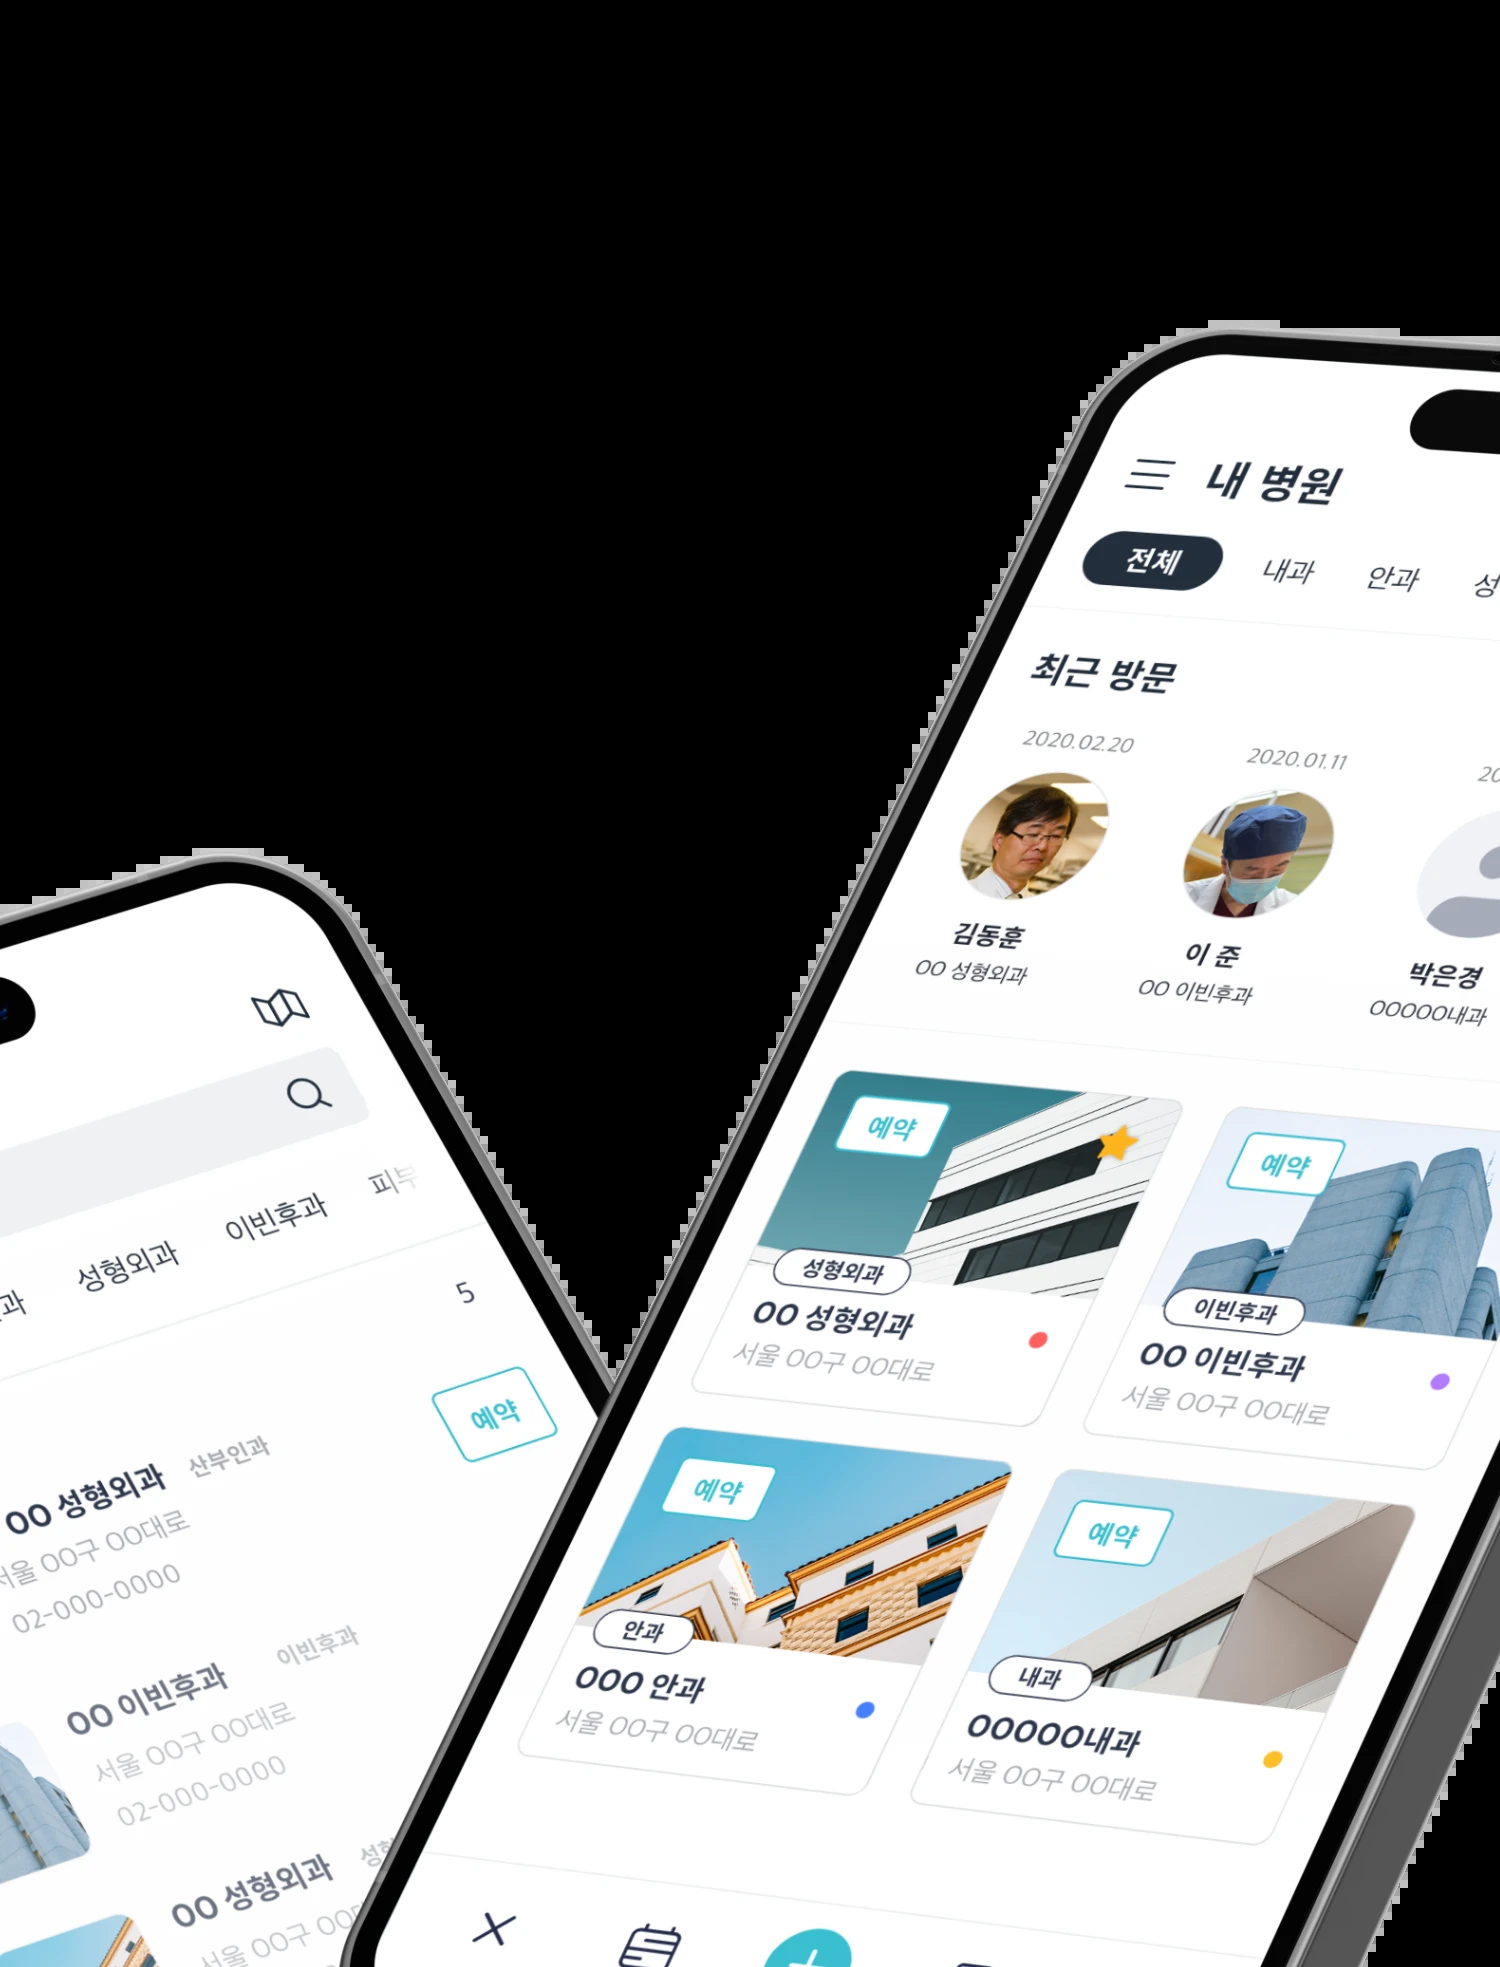 내 병원
전체 내과 안과 성
최근 방문
2020.02.20 2020.01.11 20
김동훈 이 준 박은경
OO 성형외과 OO 이빈후과 OOOOO내과
예약
성형외과
OO 성형외과
서울 OO구 OO대로
예약
이빈후과
OO 이빈후과
서울 OO구 OO대로
예약
안과
OOO 안과
서울 OO구 OO대로
예약
내과
OOOOO내과
서울 OO구 OO대로
과 성형외과 이빈후과 피부
5
예약
OO 성형외과 산부인과
서울 OO구 OO대로
02-000-0000
OO 이빈후과 이빈후과
서울 OO구 OO대로
02-000-0000
OO 성형외과 성형
서울 OO구 OO